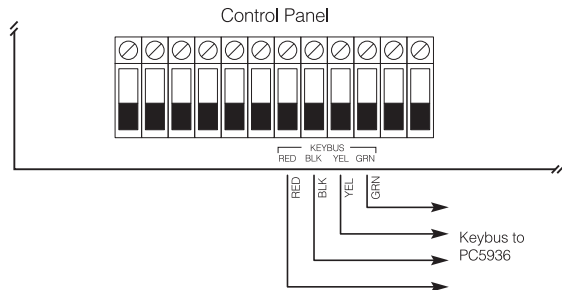 Control Panel
KEYBUS
RED BLK YEL GRN
RED BLK YEL GRN
Keybus to
PC5936